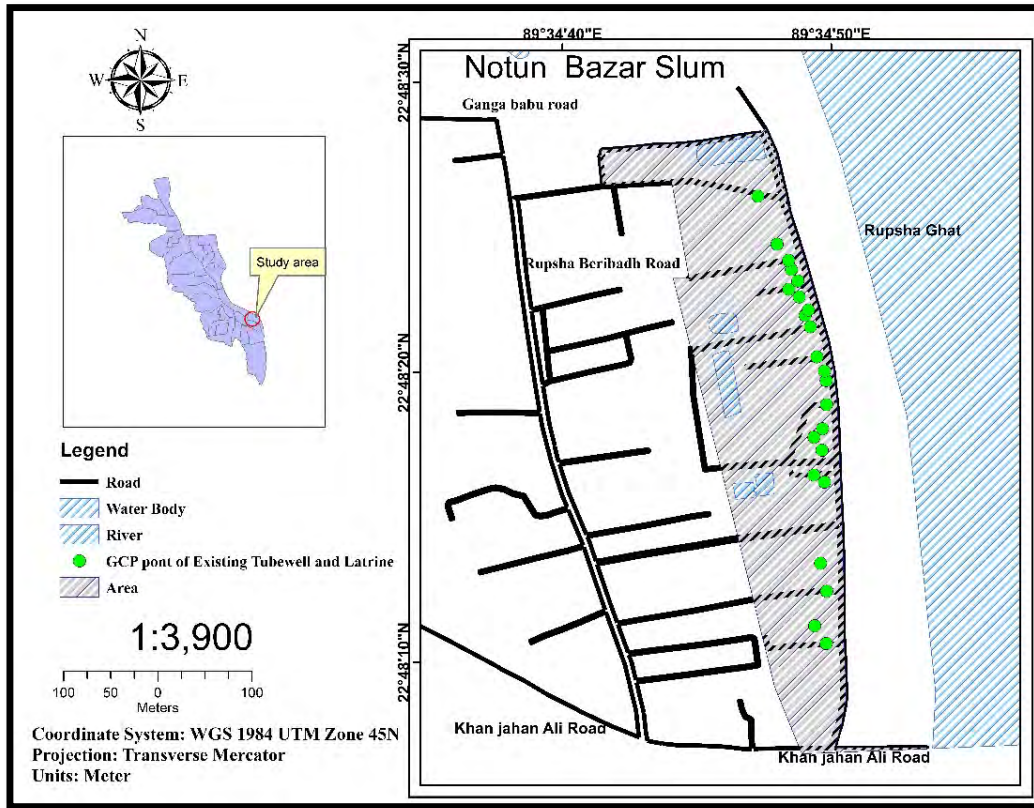 N
W E
S
Study area
Legend
Road
Water Body
River
GCP pont of Existing Tubewell and Latrine
Area
1:3,900
100 50 0 100
Meters
Coordinate System: WGS 1984 UTM Zone 45N
Projection: Transverse Mercator
Units: Meter
89°34'40"E 89°34'50"E
22°48'30"N
22°48'20"N
22°48'10"N
Notun Bazar Slum
Ganga babu road
Rupsha Ghat
Rupsha Beribadh Road
Khan jahan Ali Road
Khan jahan Ali Road